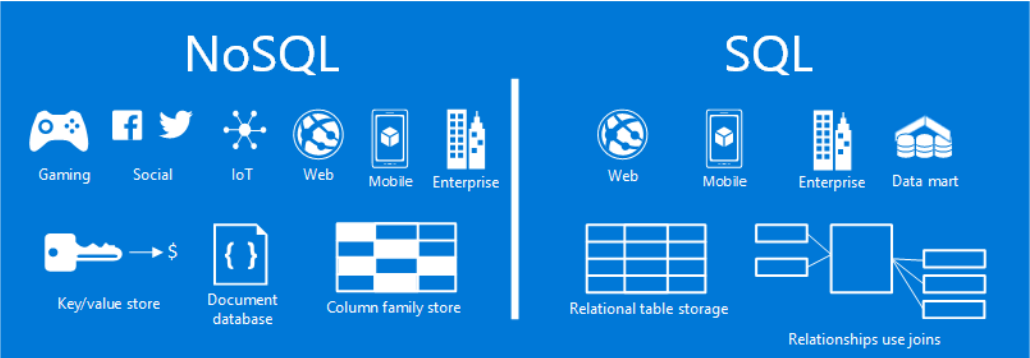 NoSQL
Gaming
Social
IoT
Web
Mobile
Enterprise
$
{ }
Key/value store
Document
database
Column family store
SQL
Web
Mobile
Enterprise
Data mart
Relational table storage
Relationships use joins